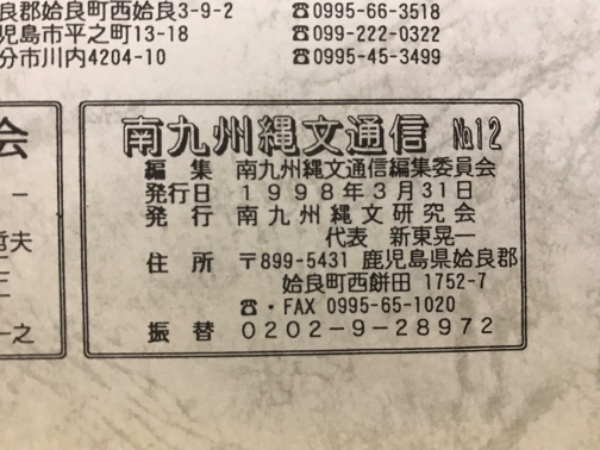 良郡姶良町西姶良3-9-2 ☎0995-66-3518
児島市平之町13-18 ☎099-222-0322
分市川内4204-10 ☎0995-45-3499
会
哲夫
一之
南九州縄文通信 №12
編集 南九州縄文通信編集委員会
発行日 1998年3月31日
発行 南九州縄文研究会
代表 新東晃一
住所 〒899-5431 鹿児島県姶良郡
姶良町西餅田 1752-7
☎・FAX 0995-65-1020
振替 0202-9-28972